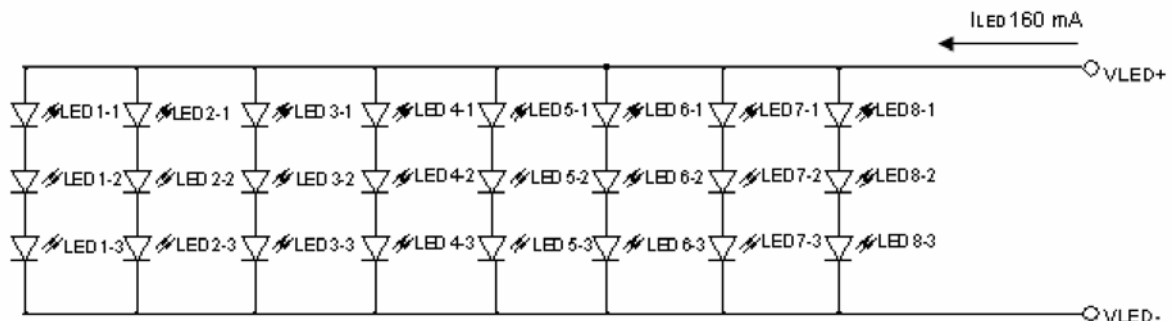 ILED 160 mA
VLED+
LED 1-1 LED 2-1 LED 3-1 LED 4-1 LED 5-1 LED 6-1 LED 7-1 LED 8-1
LED 1-2 LED 2-2 LED 3-2 LED 4-2 LED 5-2 LED 6-2 LED 7-2 LED 8-2
LED 1-3 LED 2-3 LED 3-3 LED 4-3 LED 5-3 LED 6-3 LED 7-3 LED 8-3
VLED-